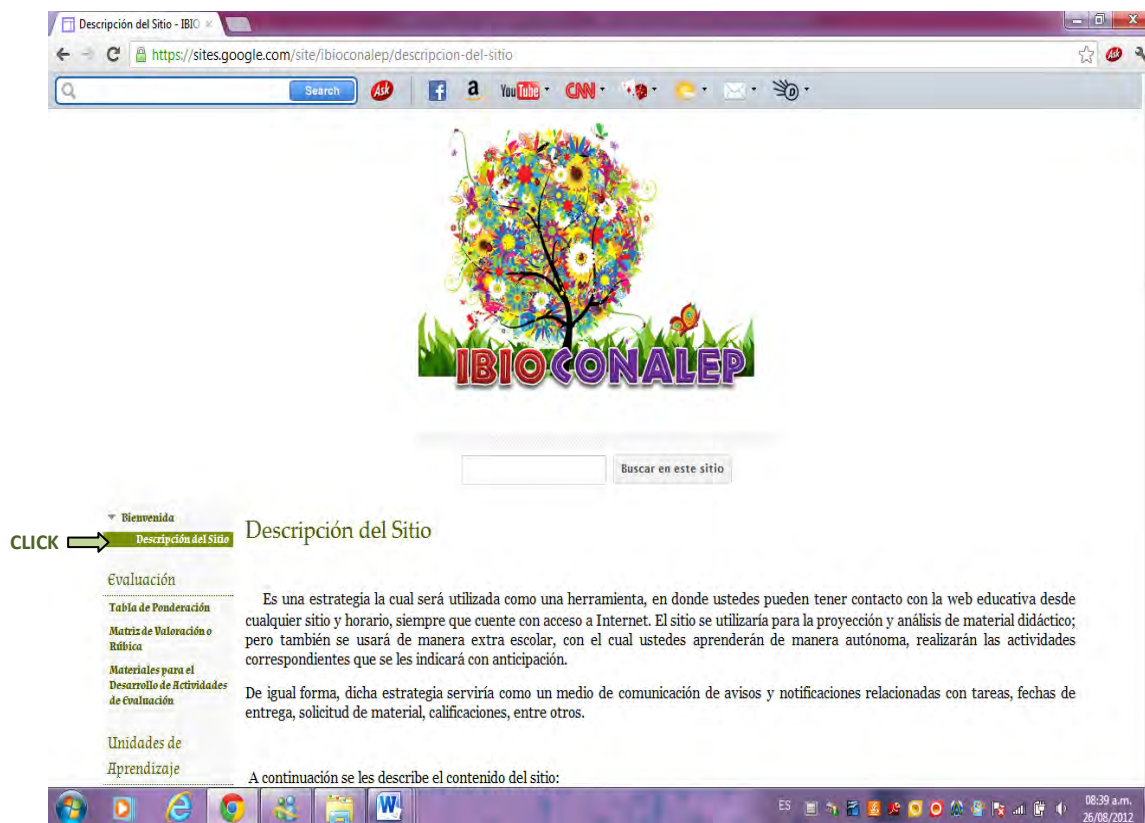 Descripción del Sitio - IBIO
https://sites.google.com/site/ibioconalep/descripcion-del-sitio
Search
Ask
f
a
YouTube
CNN
D
Ask
IBIOCONALEP
Buscar en este sitio
Bienvenida
CLICK
Descripción del Sitio
Evaluación
Tabla de Ponderación
Matriz de Valoración o
Rúbica
Materiales para el
Desarrollo de Actividades
de Evaluación
Unidades de
Aprendizaje
Descripción del Sitio
Es una estrategia la cual será utilizada como una herramienta, en donde ustedes pueden tener contacto con la web educativa desde
cualquier sitio y horario, siempre que cuente con acceso a Internet. El sitio se utilizaría para la proyección y análisis de material didáctico;
pero también se usará de manera extra escolar, con el cual ustedes aprenderán de manera autónoma, realizarán las actividades
correspondientes que se les indicará con anticipación.
De igual forma, dicha estrategia serviría como un medio de comunicación de avisos y notificaciones relacionadas con tareas, fechas de
entrega, solicitud de material, calificaciones, entre otros.
A continuación se les describe el contenido del sitio:
W
ES
08:39 a.m.
26/08/2012